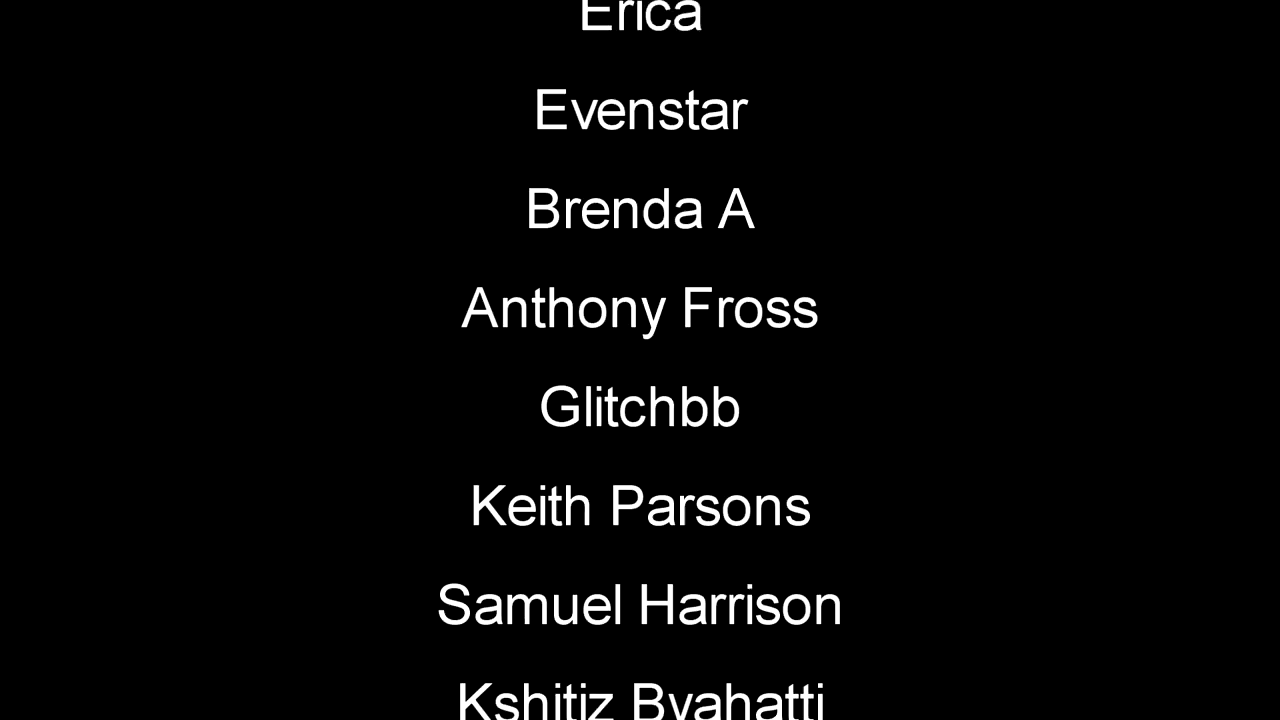 Erica
Evenstar
Brenda A
Anthony Fross
Glitchbb
Keith Parsons
Samuel Harrison
Kshitiz Byahatti